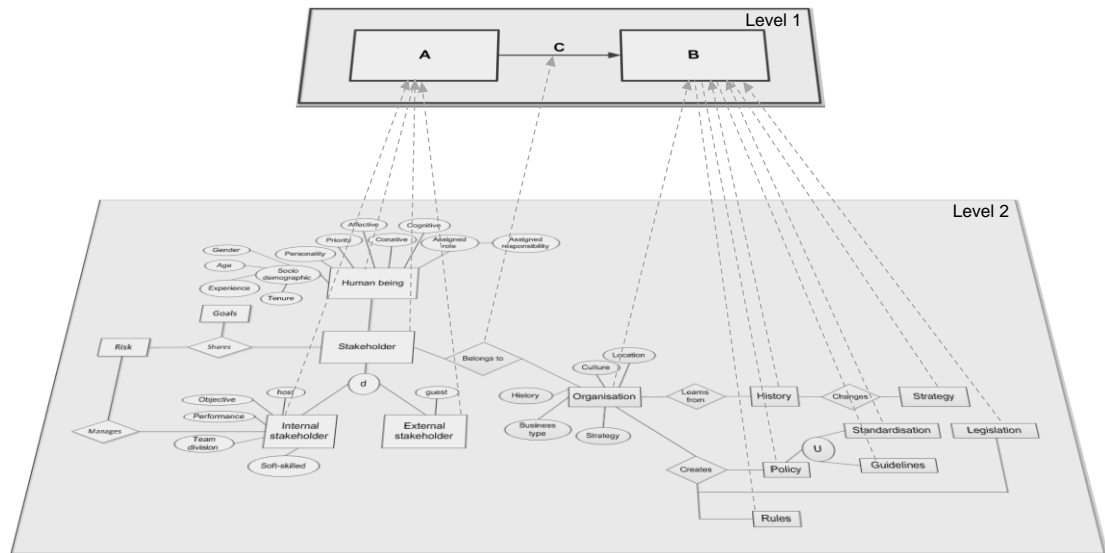 Level 1
A
C
B
Level 2
Affective
Cognitive
Priority
Conative
Assigned
role
Assigned
responsibility
Gender
Personality
Age
Socio
demographic
Experience
Tenure
Human being
Goals
Risk
Shares
Stakeholder
Belongs to
d
Location
Culture
host
guest
Objective
Performance
Manages
Team
division
Internal
stakeholder
External
stakeholder
Soft-skilled
History
Organisation
Business
type
Strategy
Learns
from
History
Changes
Strategy
Standardisation
Legislation
U
Creates
Policy
Guidelines
Rules